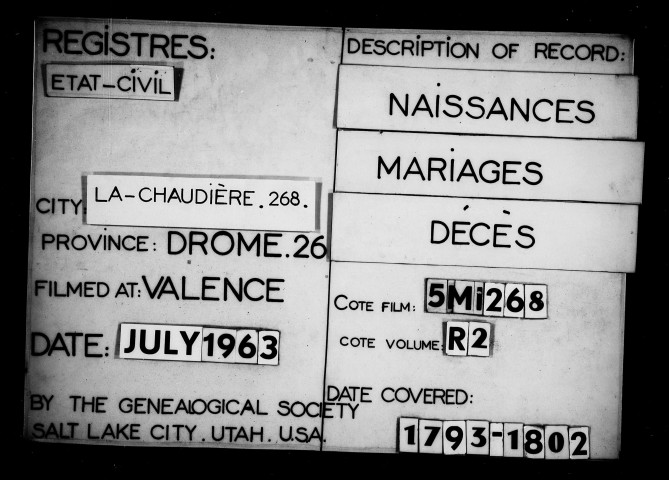 REGISTRES:
ETAT-CIVIL
CITY: LA-CHAUDIÈRE.268.
PROVINCE: DROME.26
FILMED AT: VALENCE
DATE: JULY 1963
BY THE GENEALOGICAL SOCIETY
SALT LAKE CITY. UTAH. U.S.A.
DESCRIPTION OF RECORD:
NAISSANCES
MARIAGES
DÉCÈS
COTE FILM: 5Mi268
COTE VOLUME: R2
DATE COVERED:
1793-1802